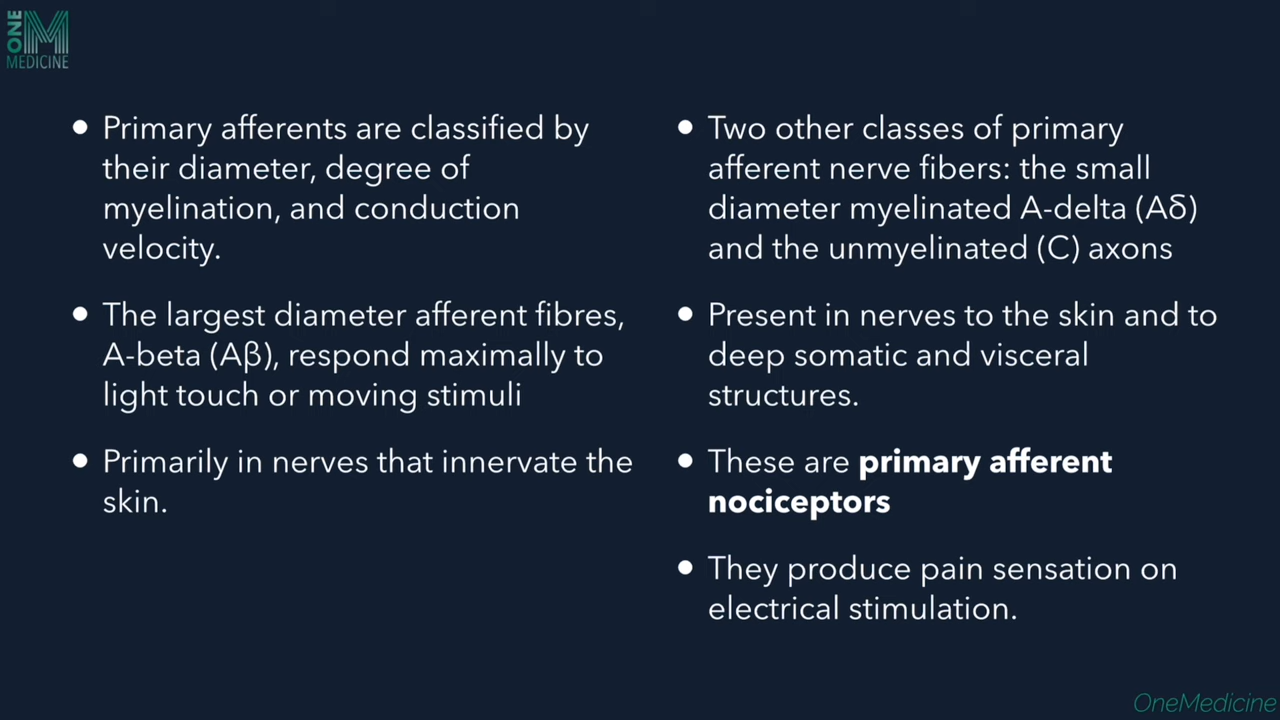 ONE
MEDICINE
• Primary afferents are classified by
their diameter, degree of
myelination, and conduction
velocity.
• The largest diameter afferent fibres,
A-beta (Aβ), respond maximally to
light touch or moving stimuli
• Primarily in nerves that innervate the
skin.
• Two other classes of primary
afferent nerve fibers: the small
diameter myelinated A-delta (Aδ)
and the unmyelinated (C) axons
• Present in nerves to the skin and to
deep somatic and visceral
structures.
• These are primary afferent
nociceptors
• They produce pain sensation on
electrical stimulation.
OneMedicine